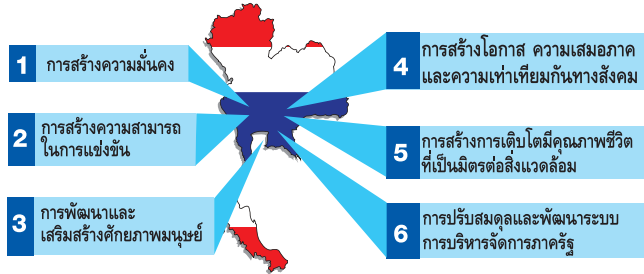 1 การสร้างความมั่นคง
2 การสร้างความสามารถ
ในการแข่งขัน
3 การพัฒนาและ
เสริมสร้างศักยภาพมนุษย์
4 การสร้างโอกาส ความเสมอภาค
และความเท่าเทียมกันทางสังคม
5 การสร้างการเติบโตมีคุณภาพชีวิต
ที่เป็นมิตรต่อสิ่งแวดล้อม
6 การปรับสมดุลและพัฒนาระบบ
การบริหารจัดการภาครัฐ